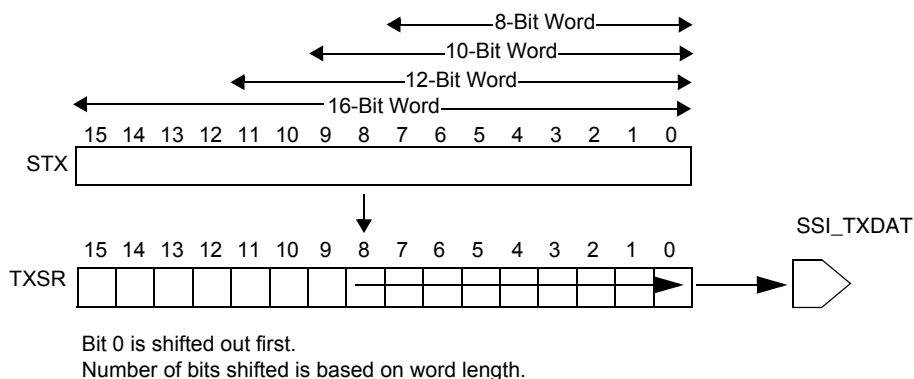 8-Bit Word
10-Bit Word
12-Bit Word
16-Bit Word
15 14 13 12 11 10 9 8 7 6 5 4 3 2 1 0
STX
SSI_TXDAT
15 14 13 12 11 10 9 8 7 6 5 4 3 2 1 0
TXSR
Bit 0 is shifted out first.
Number of bits shifted is based on word length.